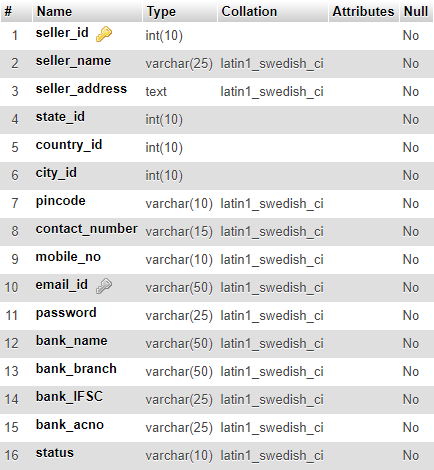 # Name Type Collation Attributes Null
1 seller_id int(10) No
2 seller_name varchar(25) latin1_swedish_ci No
3 seller_address text latin1_swedish_ci No
4 state_id int(10) No
5 country_id int(10) No
6 city_id int(10) No
7 pincode varchar(10) latin1_swedish_ci No
8 contact_number varchar(15) latin1_swedish_ci No
9 mobile_no varchar(10) latin1_swedish_ci No
10 email_id varchar(50) latin1_swedish_ci No
11 password varchar(25) latin1_swedish_ci No
12 bank_name varchar(50) latin1_swedish_ci No
13 bank_branch varchar(50) latin1_swedish_ci No
14 bank_IFSC varchar(25) latin1_swedish_ci No
15 bank_acno varchar(25) latin1_swedish_ci No
16 status varchar(10) latin1_swedish_ci No